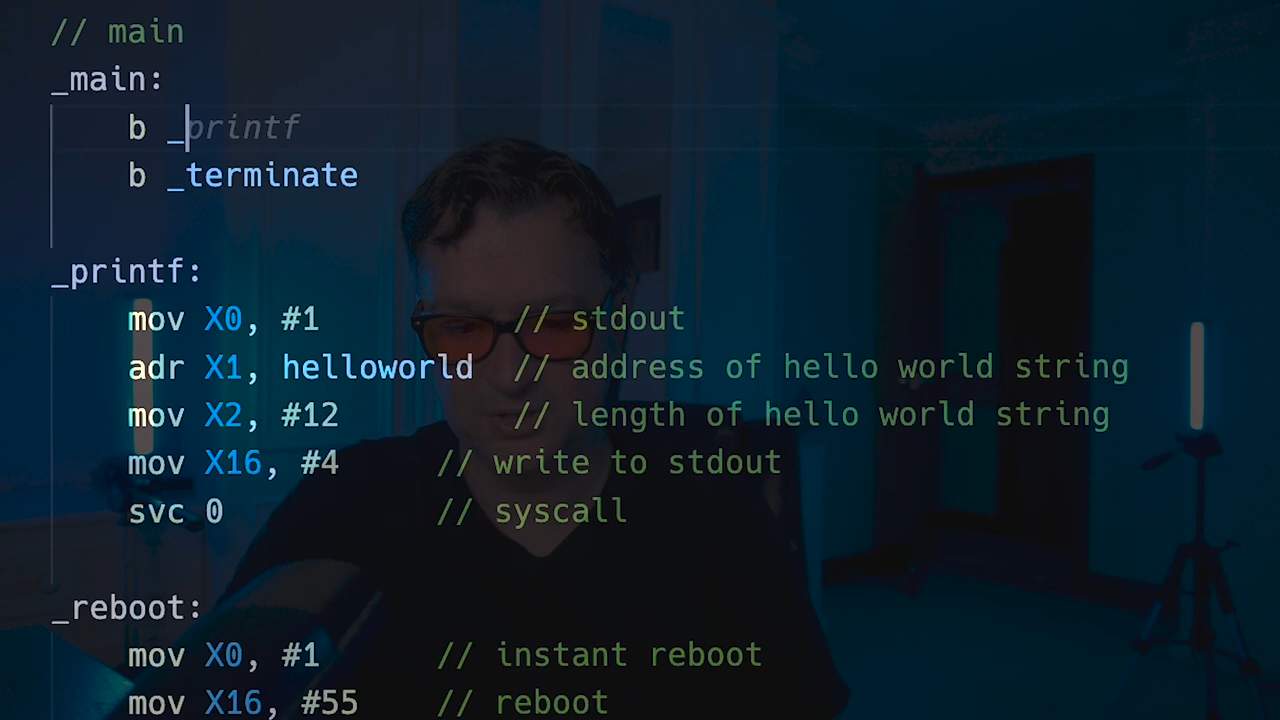 // main
_main:
b _printf
b _terminate
_printf:
mov X0, #1 // stdout
adr X1, helloworld // address of hello world string
mov X2, #12 // length of hello world string
mov X16, #4 // write to stdout
svc 0 // syscall
_reboot:
mov X0, #1 // instant reboot
mov X16, #55 // reboot